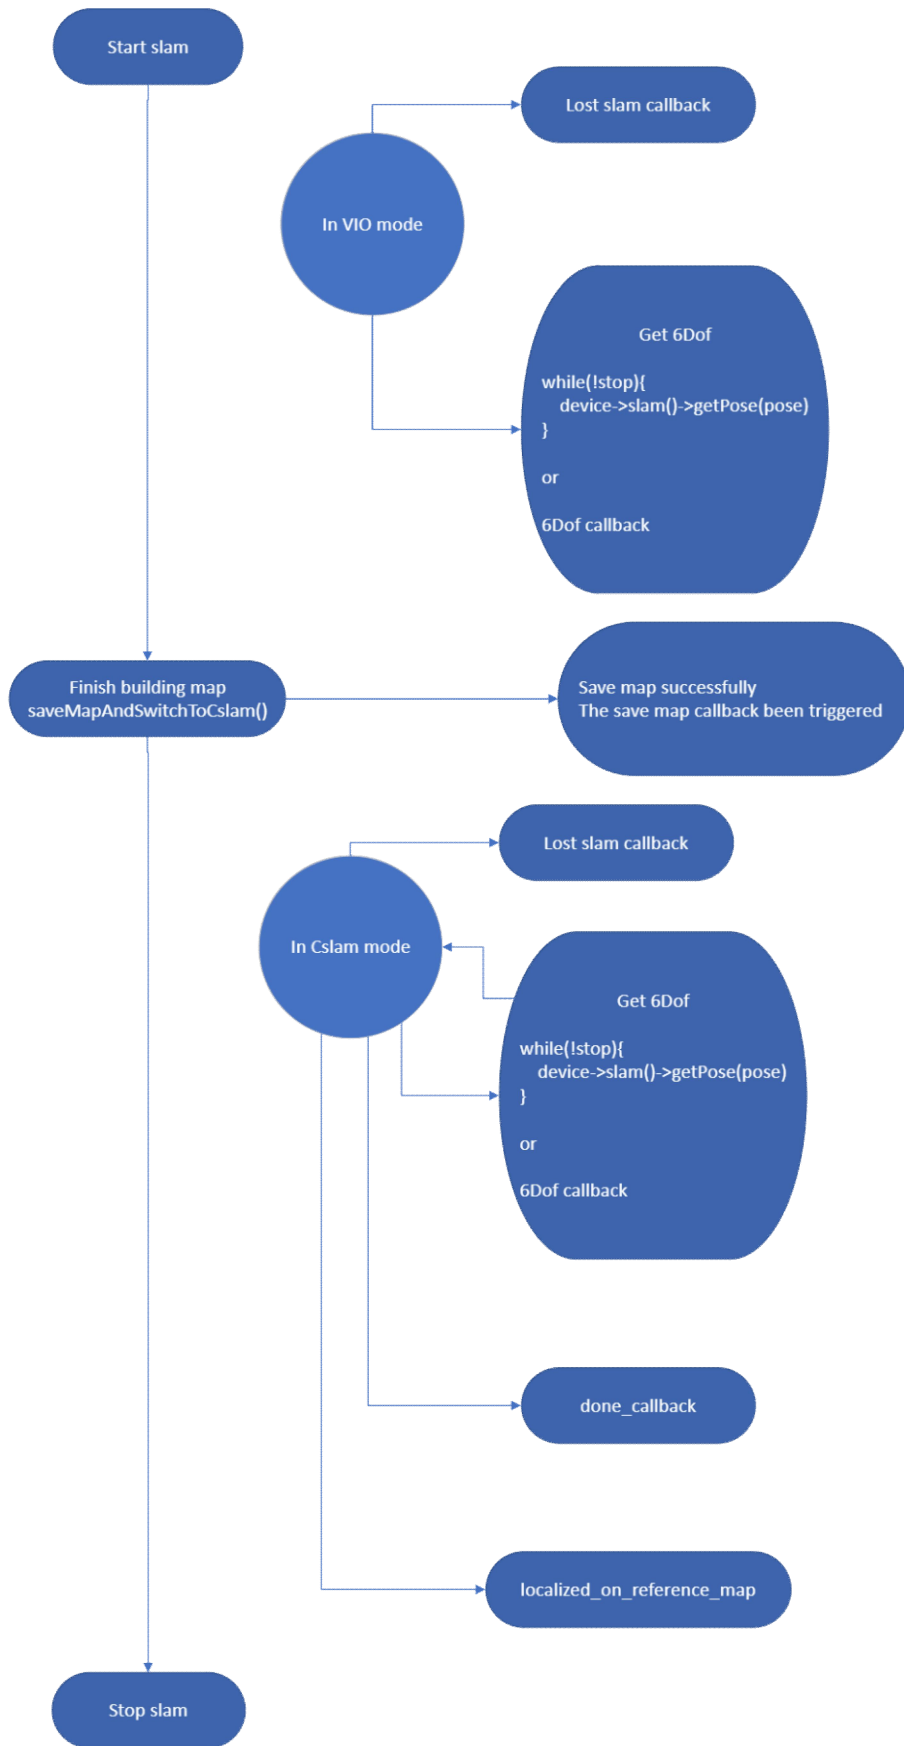 Start slam
Lost slam callback
In VIO mode
Get 6Dof
while(!stop){
device->slam()->getPose(pose)
}
or
6Dof callback
Finish building map
saveMapAndSwitchToCslam()
Save map successfully
The save map callback been triggered
Lost slam callback
In Cslam mode
Get 6Dof
while(!stop){
device->slam()->getPose(pose)
}
or
6Dof callback
done_callback
localized_on_reference_map
Stop slam